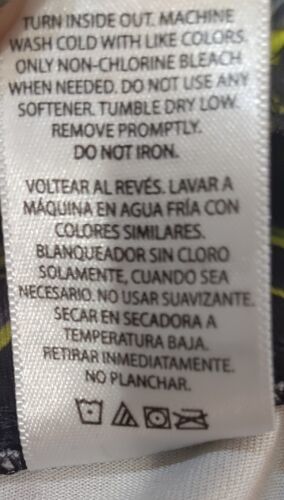 TURN INSIDE OUT. MACHINE
WASH COLD WITH LIKE COLORS.
ONLY NON-CHLORINE BLEACH
WHEN NEEDED. DO NOT USE ANY
SOFTENER. TUMBLE DRY LOW.
REMOVE PROMPTLY.
DO NOT IRON.
VOLTEAR AL REVÉS. LAVAR A
MÁQUINA EN AGUA FRÍA CON
COLORES SIMILARES.
BLANQUEADOR SIN CLORO
SOLAMENTE, CUANDO SEA
NECESARIO. NO USAR SUAVIZANTE.
SECAR EN SECADORA A
TEMPERATURA BAJA.
RETIRAR INMEDIATAMENTE.
NO PLANCHAR.